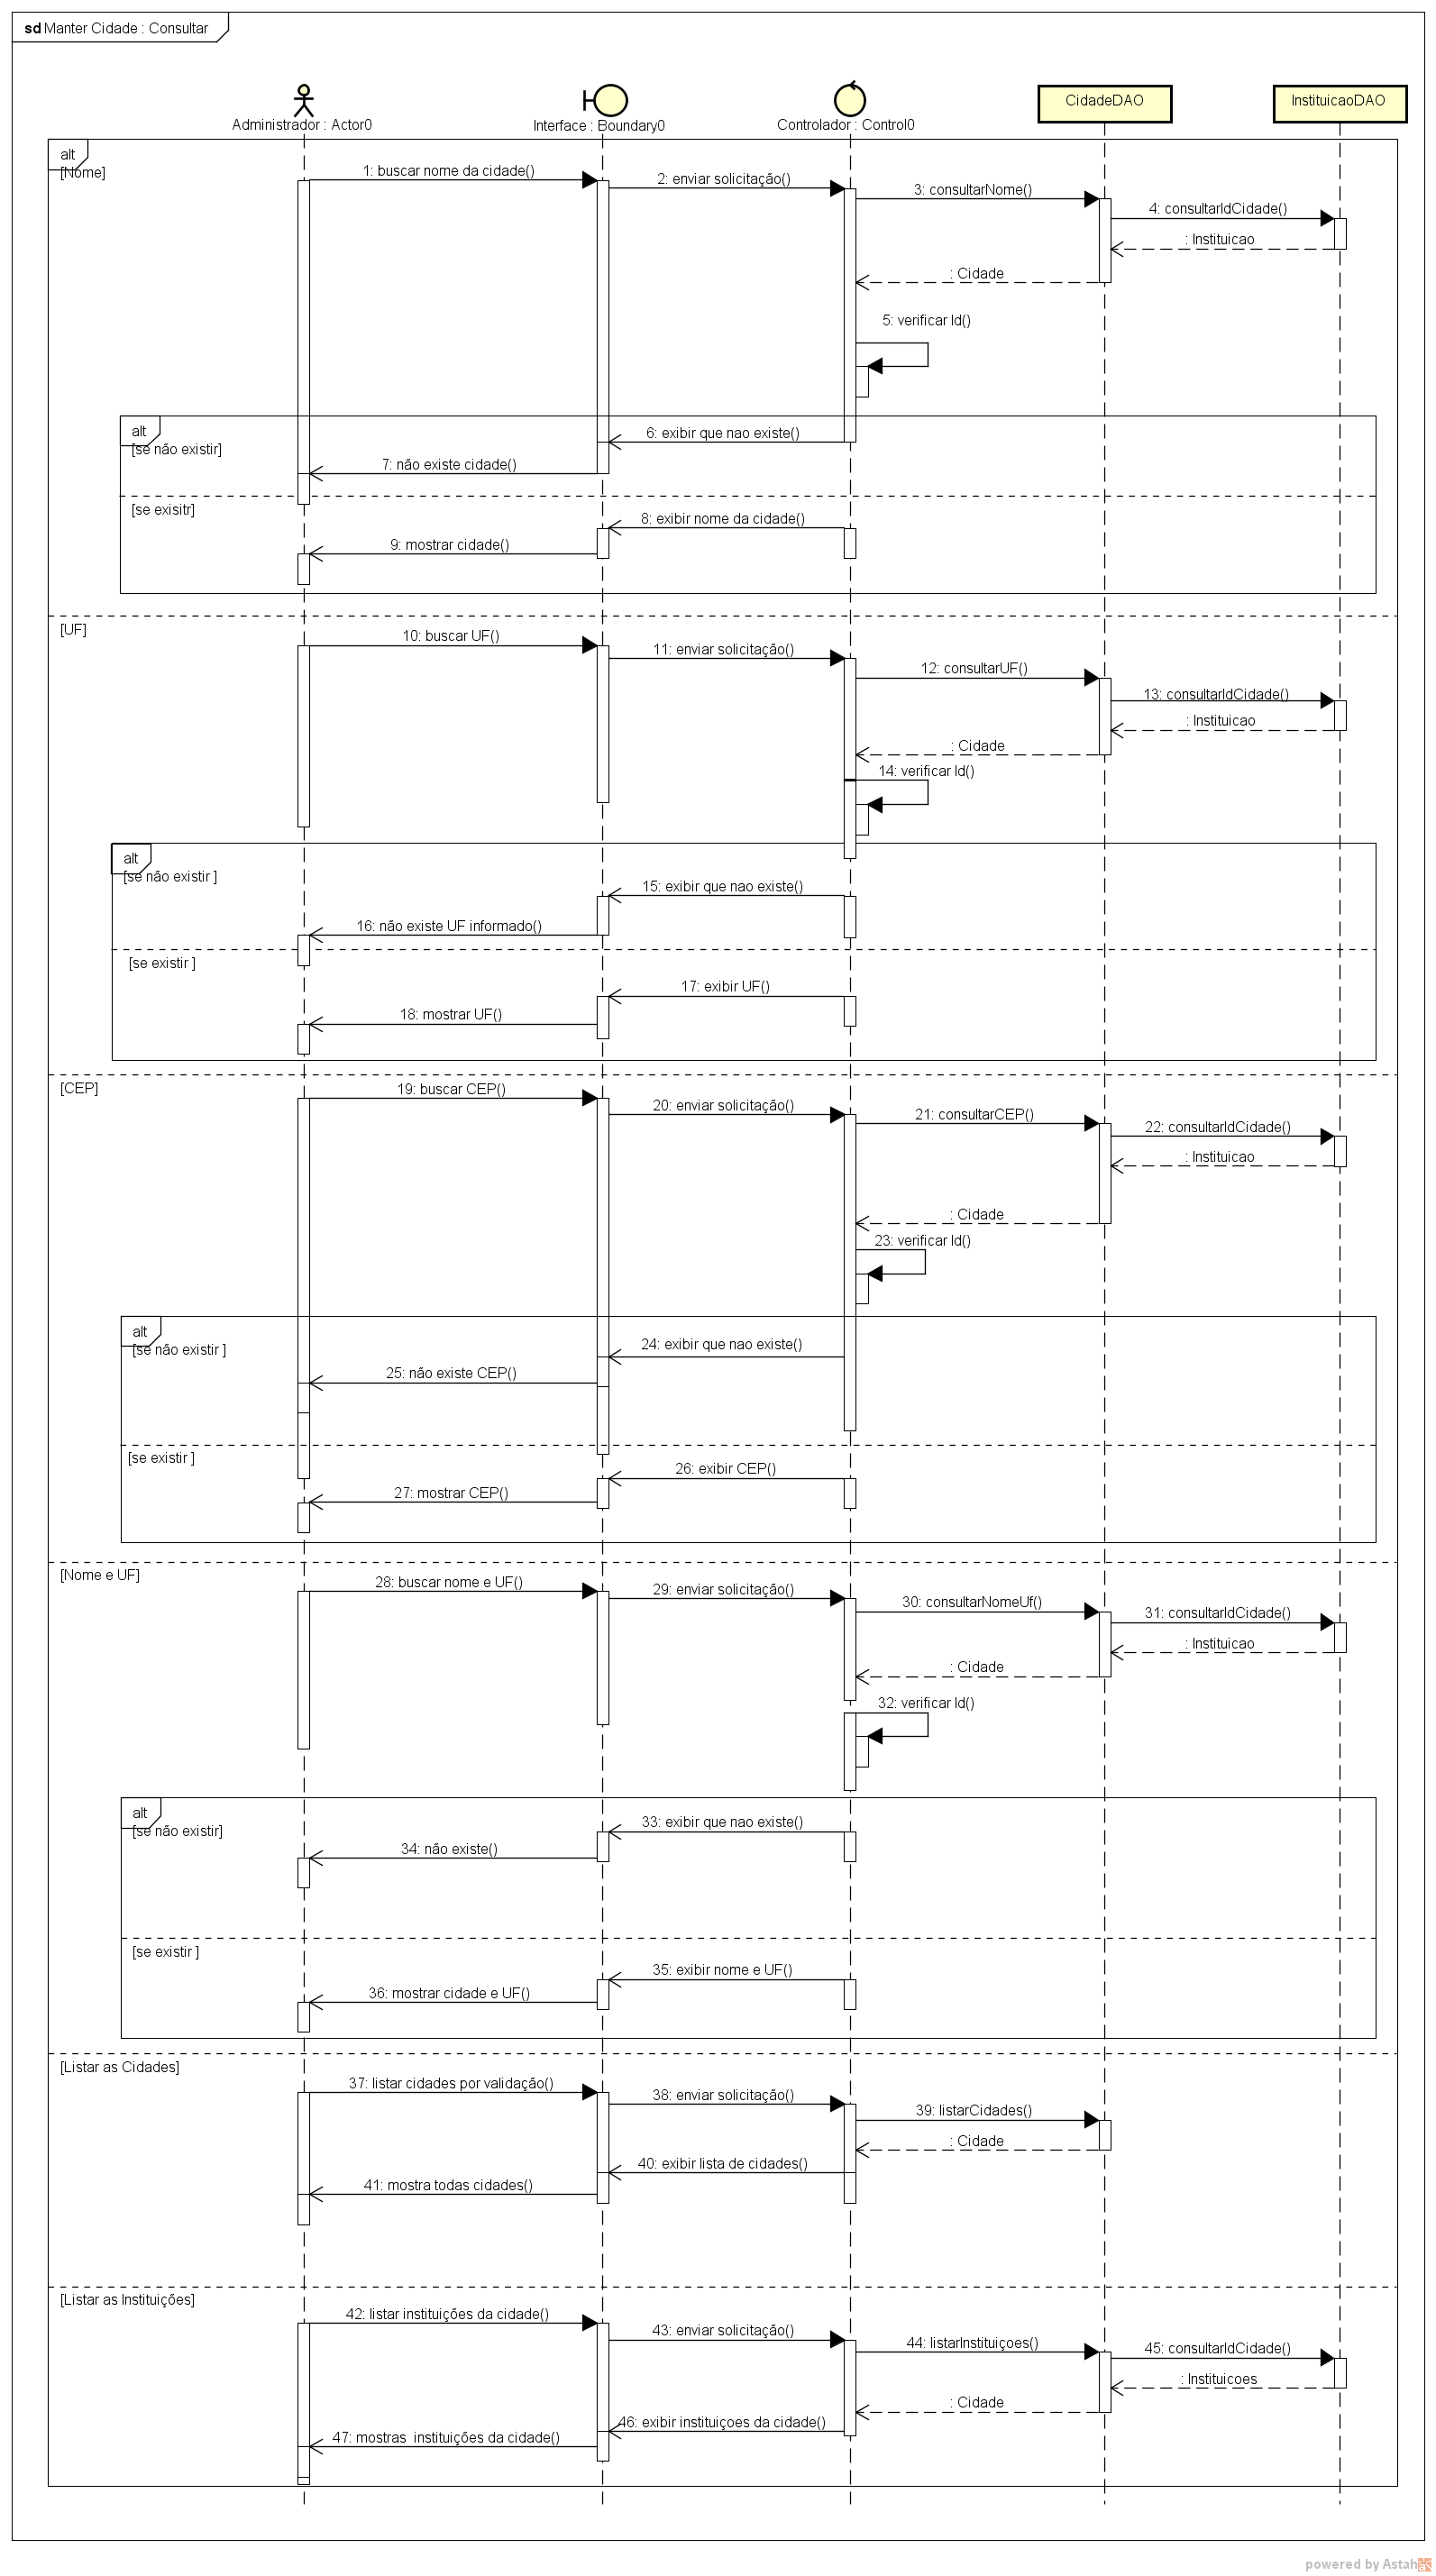 sd Manter Cidade : Consultar
Administrador : Actor0
Interface : Boundary0
Controlador : Control0
CidadeDAO
InstituicaoDAO
alt
[Nome]
1: buscar nome da cidade()
2: enviar solicitação()
3: consultarNome()
4: consultarIdCidade()
: Instituicao
: Cidade
5: verificar Id()
alt
[se não existir]
6: exibir que nao existe()
7: não existe cidade()
[se exisitr]
8: exibir nome da cidade()
9: mostrar cidade()
[UF]
10: buscar UF()
11: enviar solicitação()
12: consultarUF()
13: consultarIdCidade()
: Instituicao
: Cidade
14: verificar Id()
alt
[se não existir ]
15: exibir que nao existe()
16: não existe UF informado()
[se existir ]
17: exibir UF()
18: mostrar UF()
[CEP]
19: buscar CEP()
20: enviar solicitação()
21: consultarCEP()
22: consultarIdCidade()
: Instituicao
: Cidade
23: verificar Id()
alt
[se não existir ]
24: exibir que nao existe()
25: não existe CEP()
[se existir ]
26: exibir CEP()
27: mostrar CEP()
[Nome e UF]
28: buscar nome e UF()
29: enviar solicitação()
30: consultarNomeUf()
31: consultarIdCidade()
: Instituicao
: Cidade
32: verificar Id()
alt
[se não existir]
33: exibir que nao existe()
34: não existe()
[se existir ]
35: exibir nome e UF()
36: mostrar cidade e UF()
[Listar as Cidades]
37: listar cidades por validação()
38: enviar solicitação()
39: listarCidades()
: Cidade
40: exibir lista de cidades()
41: mostra todas cidades()
[Listar as Instituições]
42: listar instituições da cidade()
43: enviar solicitação()
44: listarInstituiçoes()
45: consultarIdCidade()
: Instituicoes
: Cidade
46: exibir instituiçoes da cidade()
47: mostras  instituições da cidade()
powered by Astah